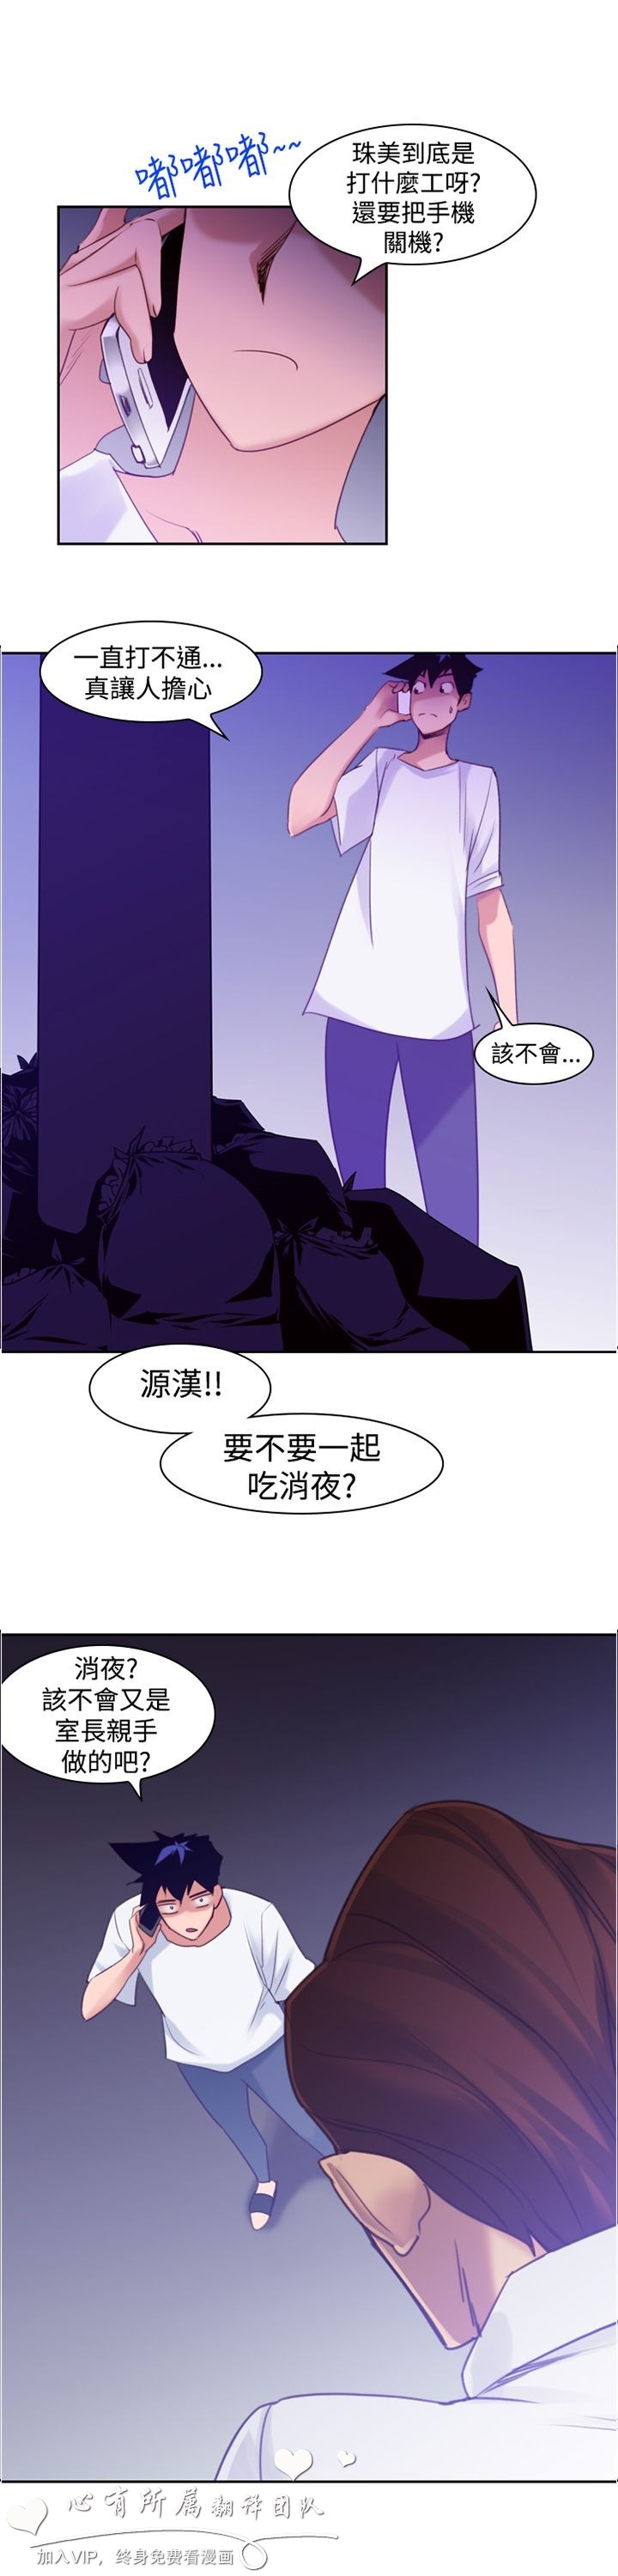 嘟嘟嘟~~
珠美到底是
打什麼工呀?
還要把手機
關機?
一直打不通...
真讓人擔心
該不會...
源漢!!
要不要一起
吃消夜?
消夜?
該不會又是
室長親手
做的吧?
心有所属翻译团队
加入VIP，终身免费看漫画